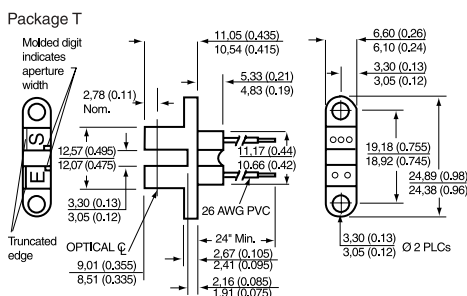 Package T
Molded digit
indicates
aperture
width
2,78 (0.11)
Nom.
11,05 (0.435)
10,54 (0.415)
5,33 (0.21)
4,83 (0.19)
6,60 (0.26)
6,10 (0.24)
3,30 (0.13)
3,05 (0.12)
S
E
12,57 (0.495)
12,07 (0.475)
11,17 (0.44)
10,66 (0.42)
19,18 (0.755)
18,92 (0.745)
24,89 (0.98)
24,38 (0.96)
3,30 (0.13)
3,05 (0.12)
26 AWG PVC
Truncated
edge
OPTICAL ℄
24" Min.
9,01 (0.355)
8,51 (0.335)
2,67 (0.105)
2,41 (0.095)
2,16 (0.085)
1,91 (0.075)
3,30 (0.13)
3,05 (0.12)
Ø 2 PLCs